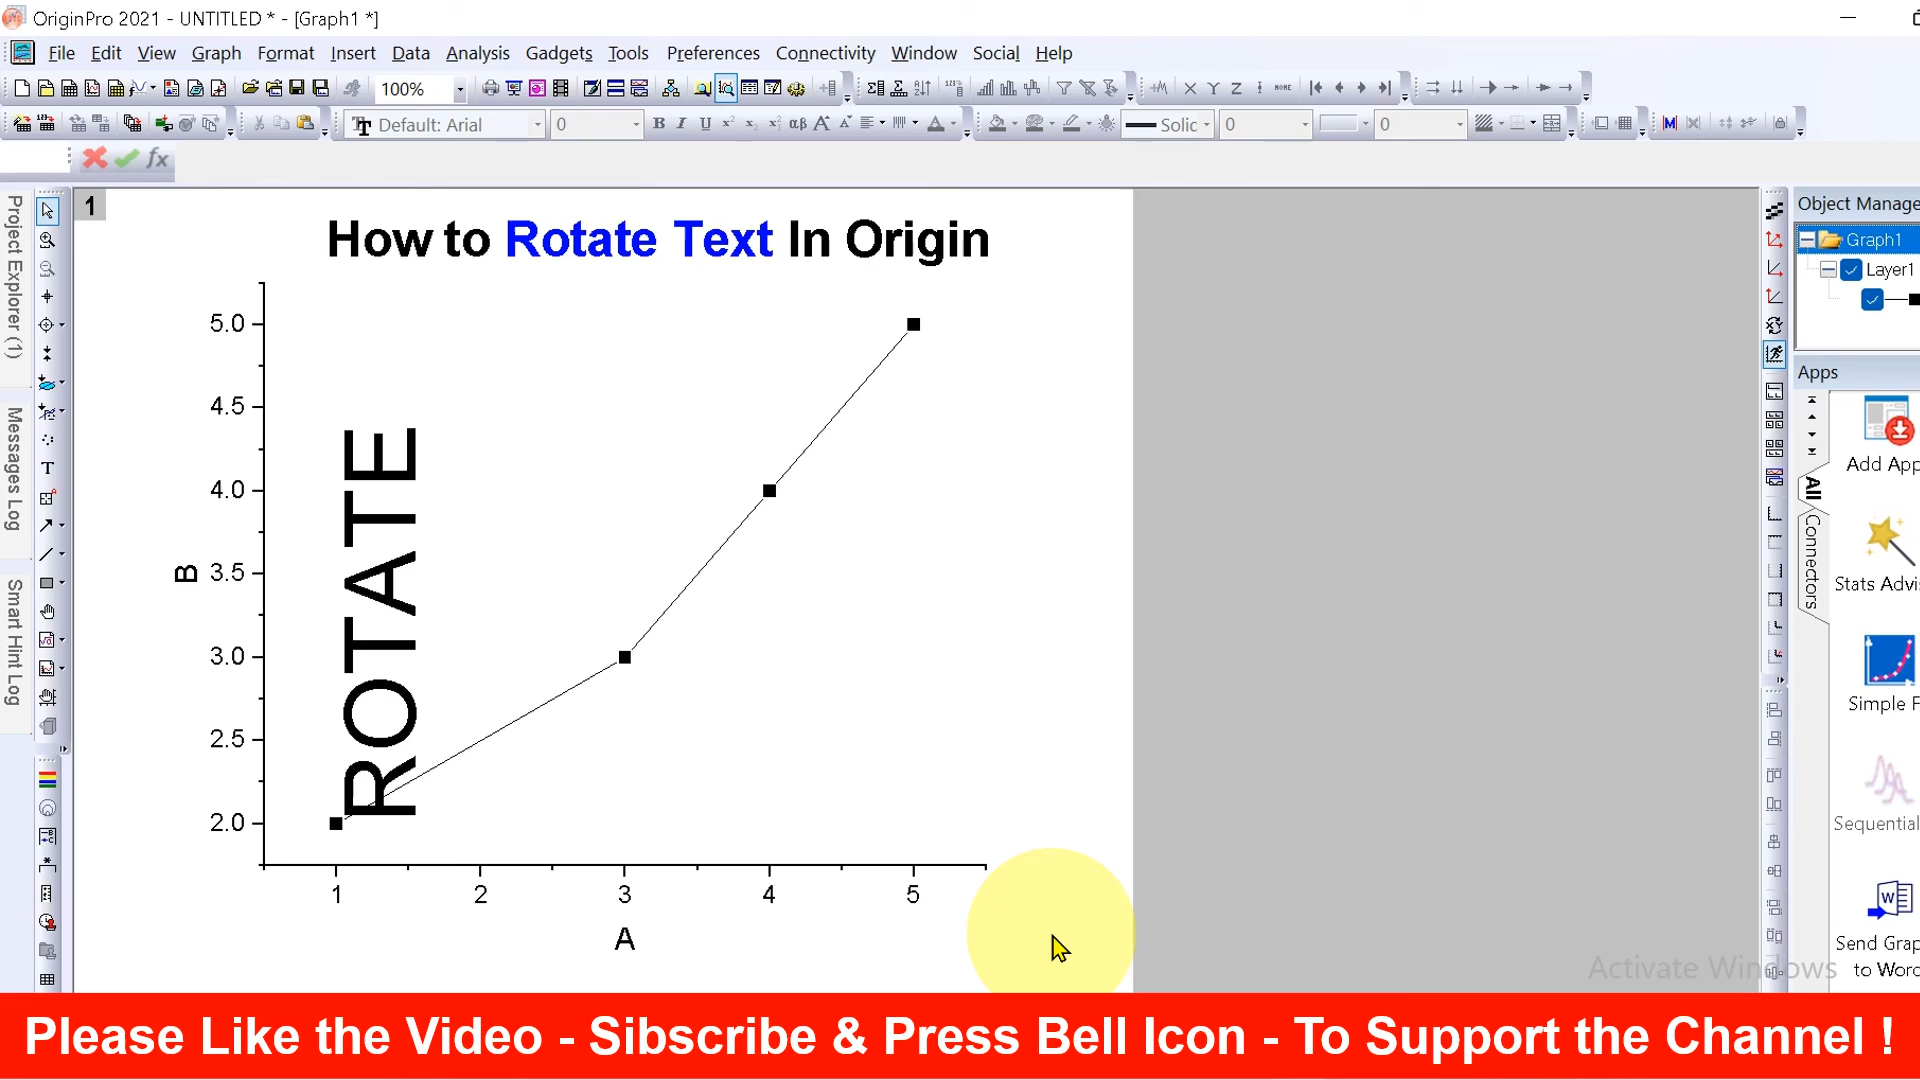 OriginPro 2021 - UNTITLED * - [Graph1 *]
File Edit View Graph Format Insert Data Analysis Gadgets Tools Preferences Connectivity Window Social Help
100%
Default: Arial 0 B I U αβ A A A Solic 0 0
fx
1
How to Rotate Text In Origin
Project Explorer (1)
Messages Log
Smart Hint Log
T
5.0
4.5
4.0
3.5
3.0
2.5
2.0
B
ROTATE
1 2 3 4 5
A
Object Manage
Graph1
Layer1
Apps
All
Connectors
Add App
Stats Advi
Simple F
Sequential
Send Grap
to Word
Activate Windows
Please Like the Video - Sibscribe & Press Bell Icon - To Support the Channel !